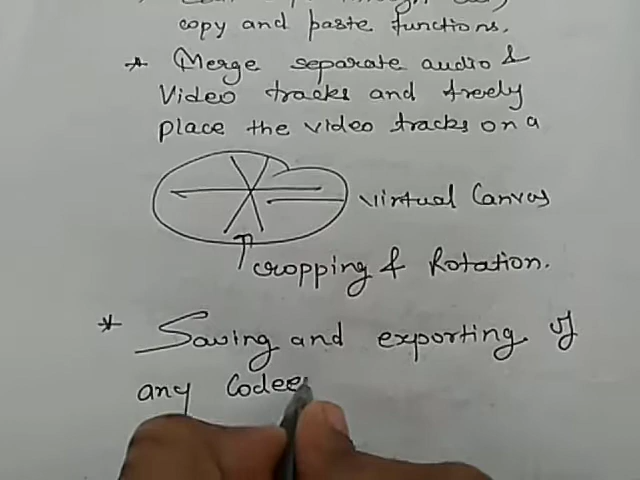 copy and paste functions.
* Merge separate audio &
Video tracks and freely
place the video tracks on a
virtual Canvas
cropping & Rotation.
* Saving and exporting of
any Codee